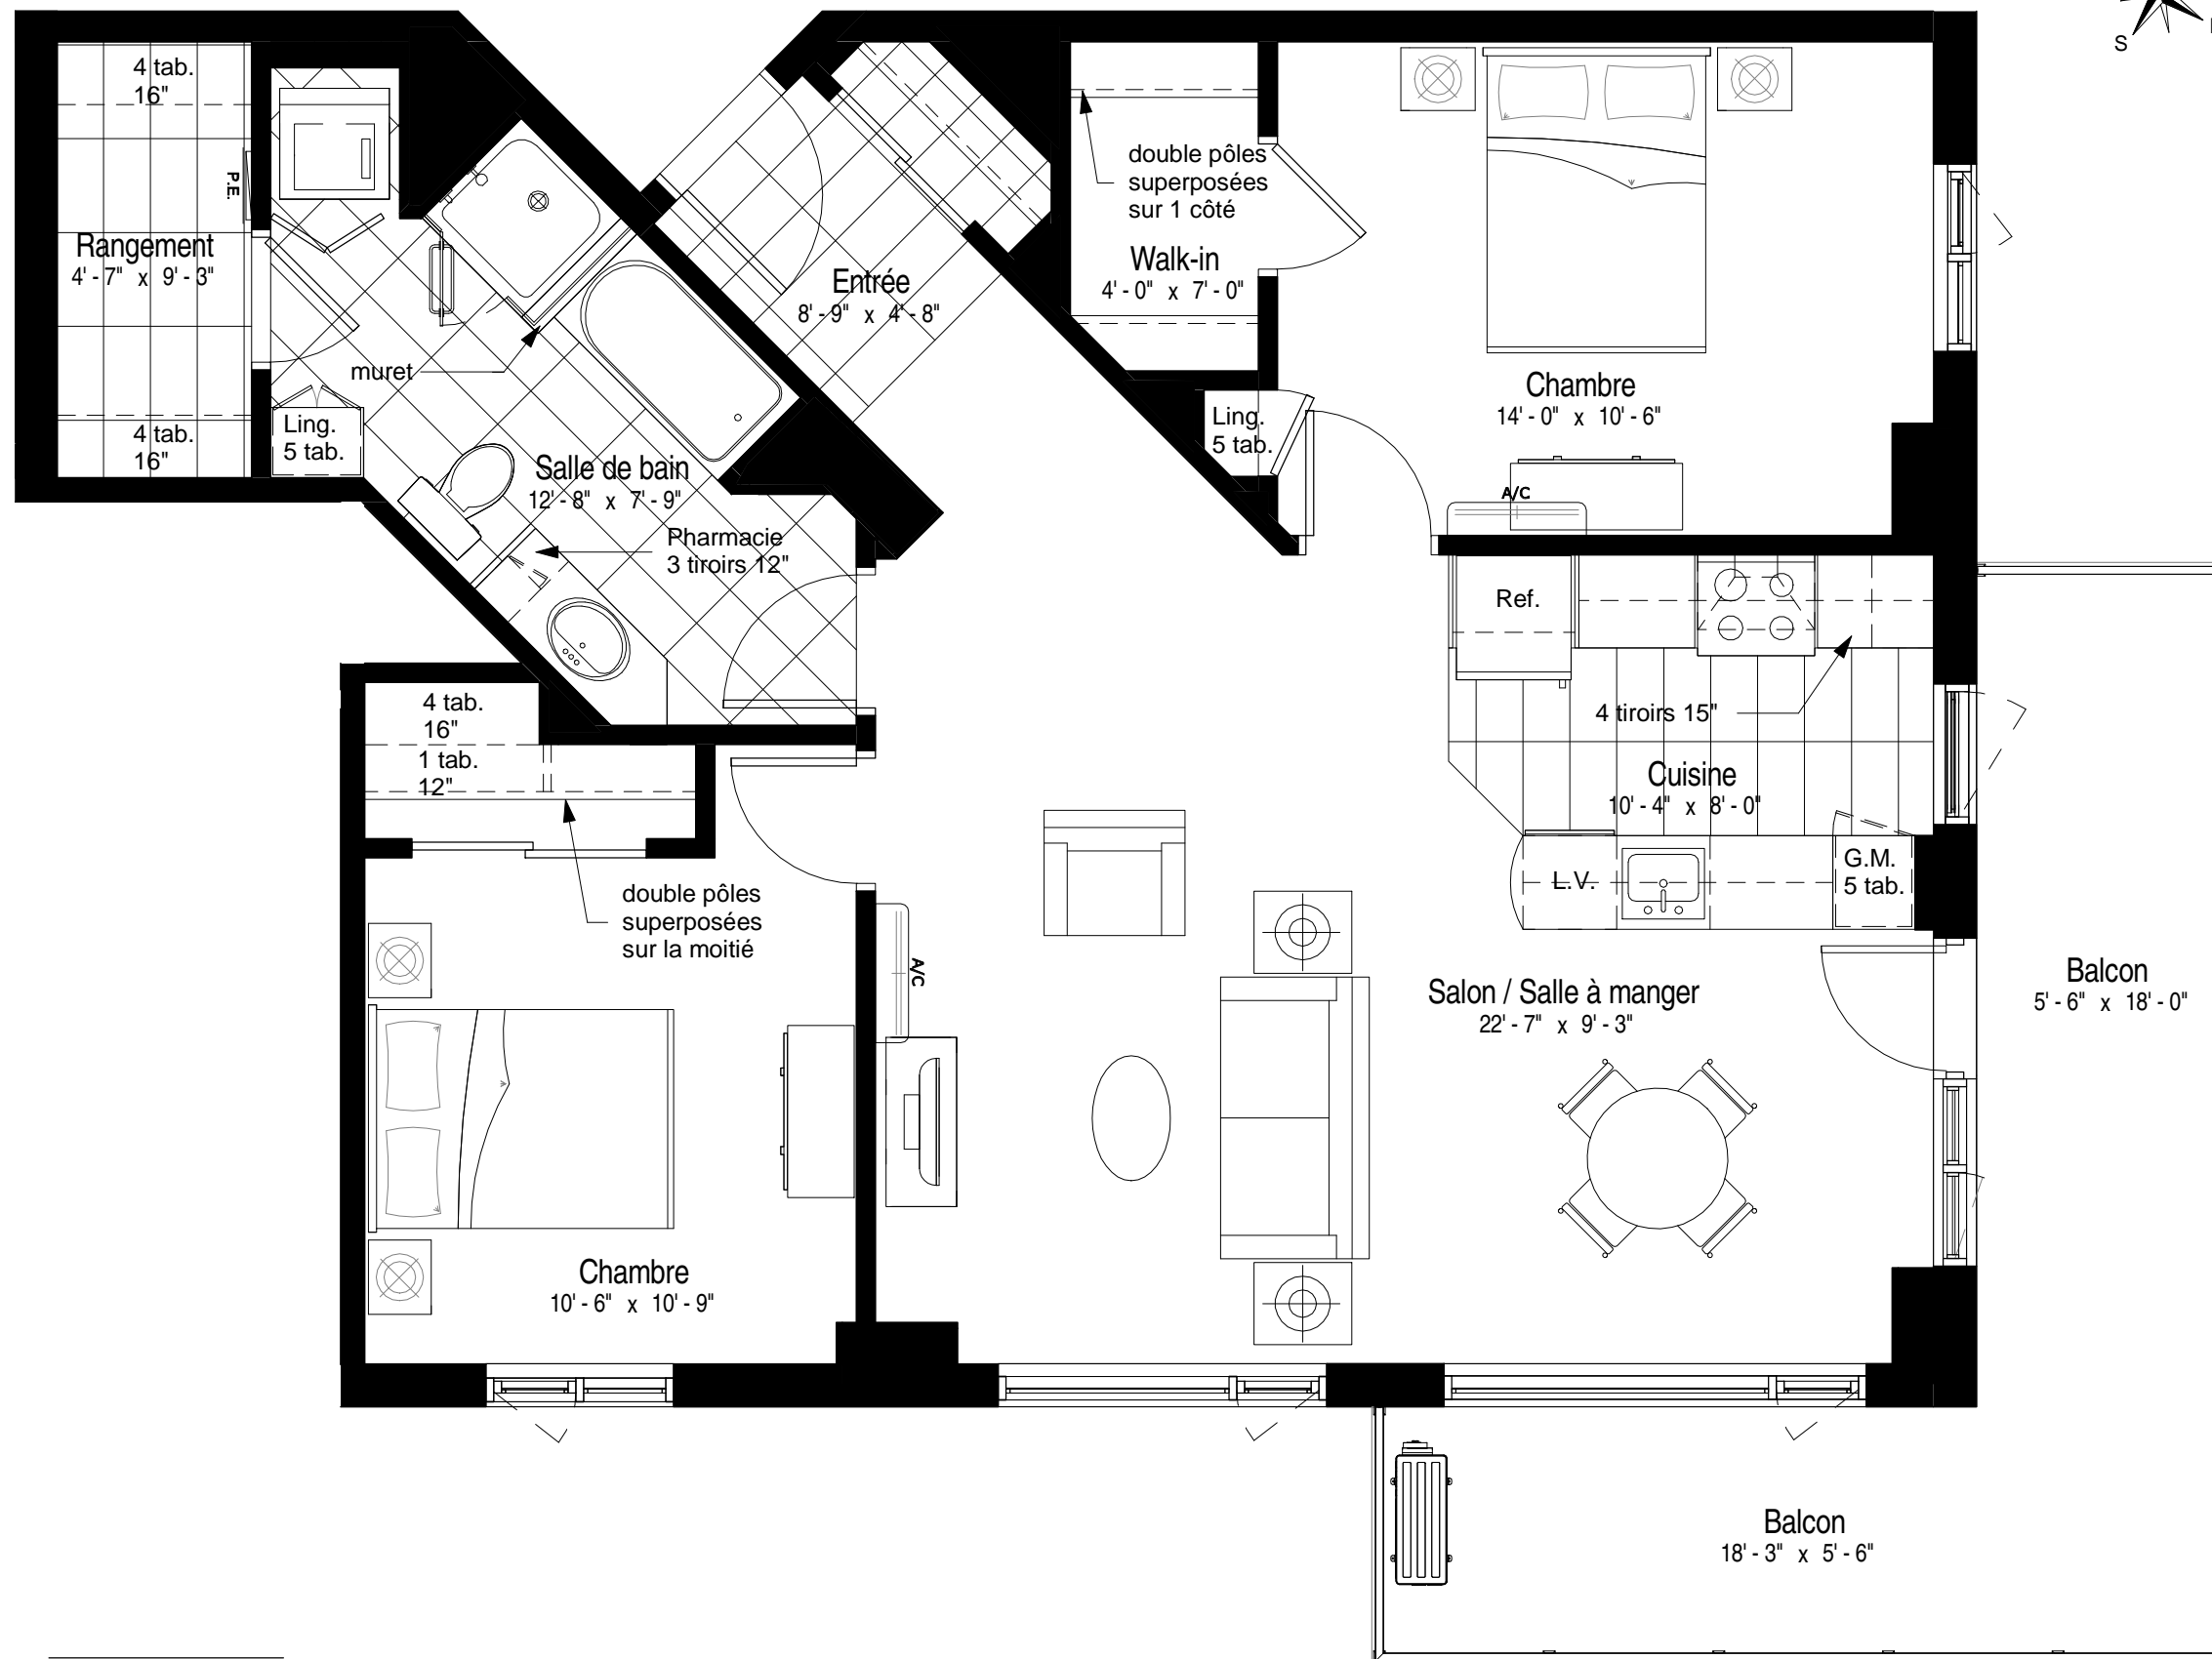 S
4 tab.
16"
P.E.
Rangement
4' - 7" x 9' - 3"
4 tab.
16"
Ling.
5 tab.
muret
Salle de bain
12' - 8" x 7' - 9"
Pharmacie
3 tiroirs 12"
Entrée
8' - 9" x 4' - 8"
double pôles
superposées
sur 1 côté
Walk-in
4' - 0" x 7' - 0"
Ling.
5 tab.
Chambre
14' - 0" x 10' - 6"
A/C
Ref.
4 tiroirs 15"
Cuisine
10' - 4" x 8' - 0"
L.V.
G.M.
5 tab.
4 tab.
16"
1 tab.
12"
double pôles
superposées
sur la moitié
A/C
Salon / Salle à manger
22' - 7" x 9' - 3"
Balcon
5' - 6" x 18' - 0"
Chambre
10' - 6" x 10' - 9"
Balcon
18' - 3" x 5' - 6"